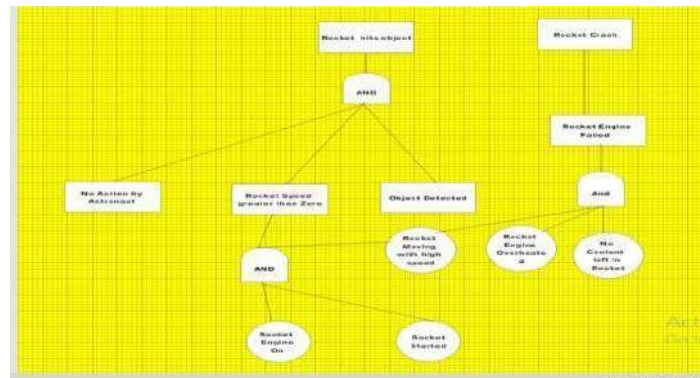 Rocket hits object
Rocket Crash
AND
Rocket Engine
Failed
No Action by
Astronaut
Rocket Speed
greater than Zero
Object Detected
And
Rocket
Moving
with high
speed
Rocket
Engine
Overheate
d
No
Coolant
left in
Rocket
AND
Rocket
Engine
On
Rocket
Started
Act